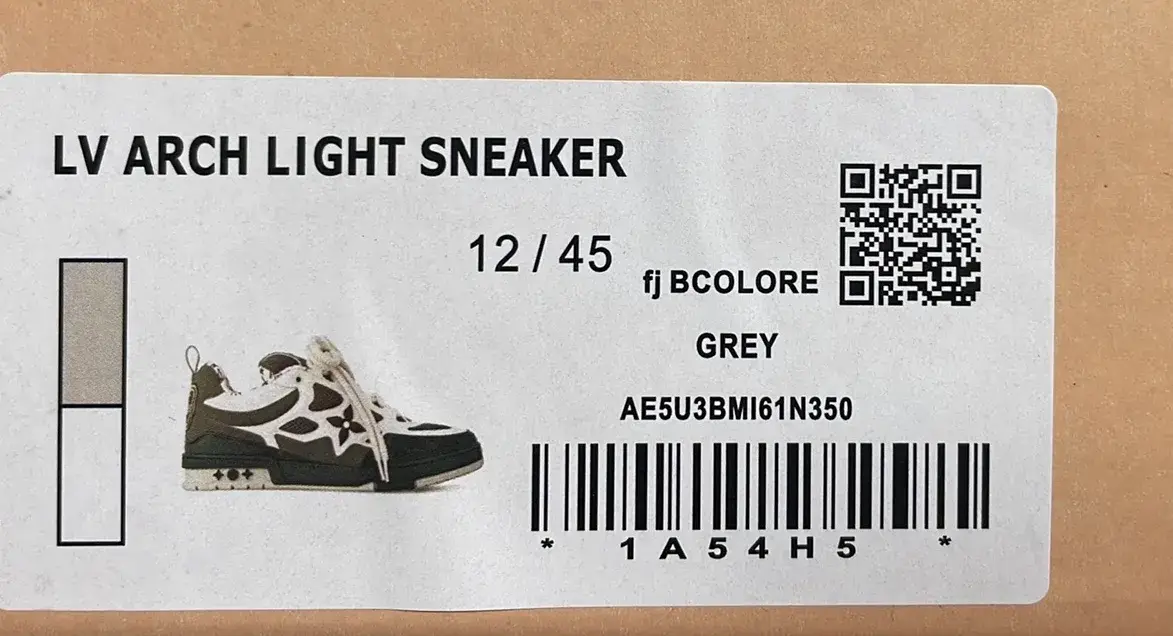 LV ARCH LIGHT SNEAKER
12 / 45
fj BCOLORE
GREY
AE5U3BMI61N350
* 1A54H5 *